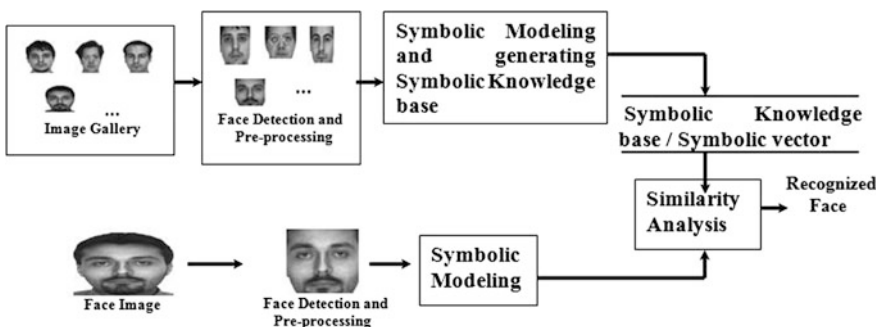 ...
Image Gallery
...
Face Detection and
Pre-processing
Symbolic Modeling
and generating
Symbolic Knowledge
base
Symbolic Knowledge
base / Symbolic vector
Similarity
Analysis
Recognized
Face
Face Image
Face Detection and
Pre-processing
Symbolic
Modeling